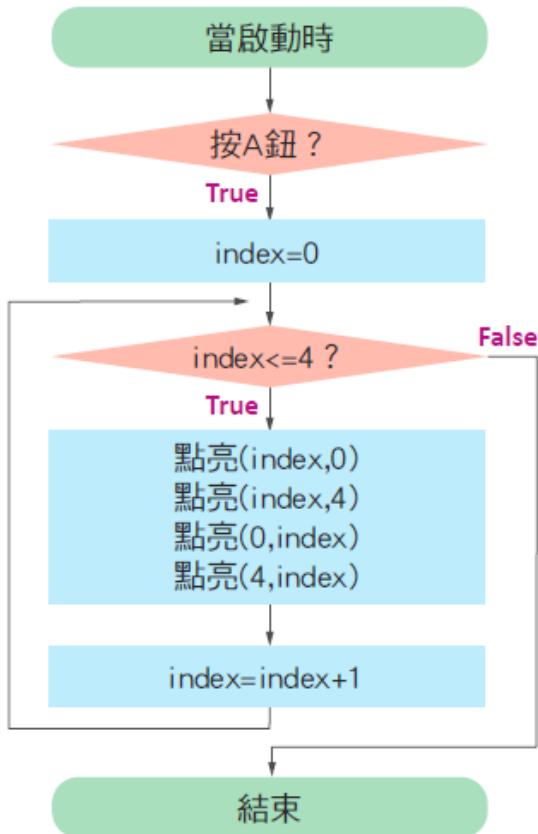 當啟動時
按A鈕？
True
index=0
index<=4？
False
True
點亮(index,0)
點亮(index,4)
點亮(0,index)
點亮(4,index)
index=index+1
結束